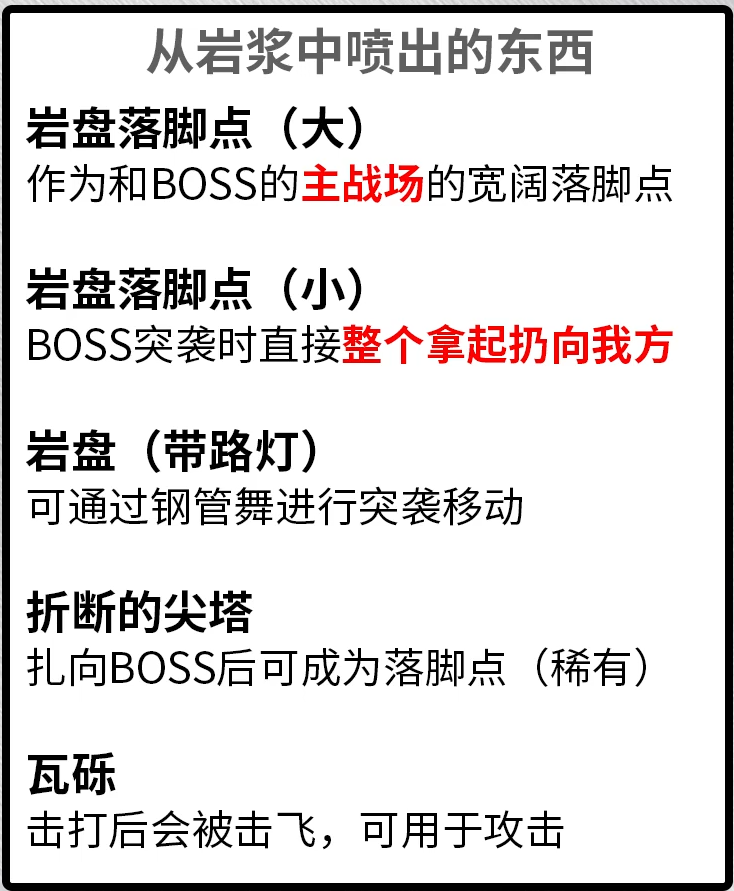 从岩浆中喷出的东西
岩盘落脚点（大）
作为和BOSS的主战场的宽阔落脚点
岩盘落脚点（小）
BOSS突袭时直接整个拿起扔向我方
岩盘（带路灯）
可通过钢管舞进行突袭移动
折断的尖塔
扎向BOSS后可成为落脚点（稀有）
瓦砾
击打后会被击飞，可用于攻击